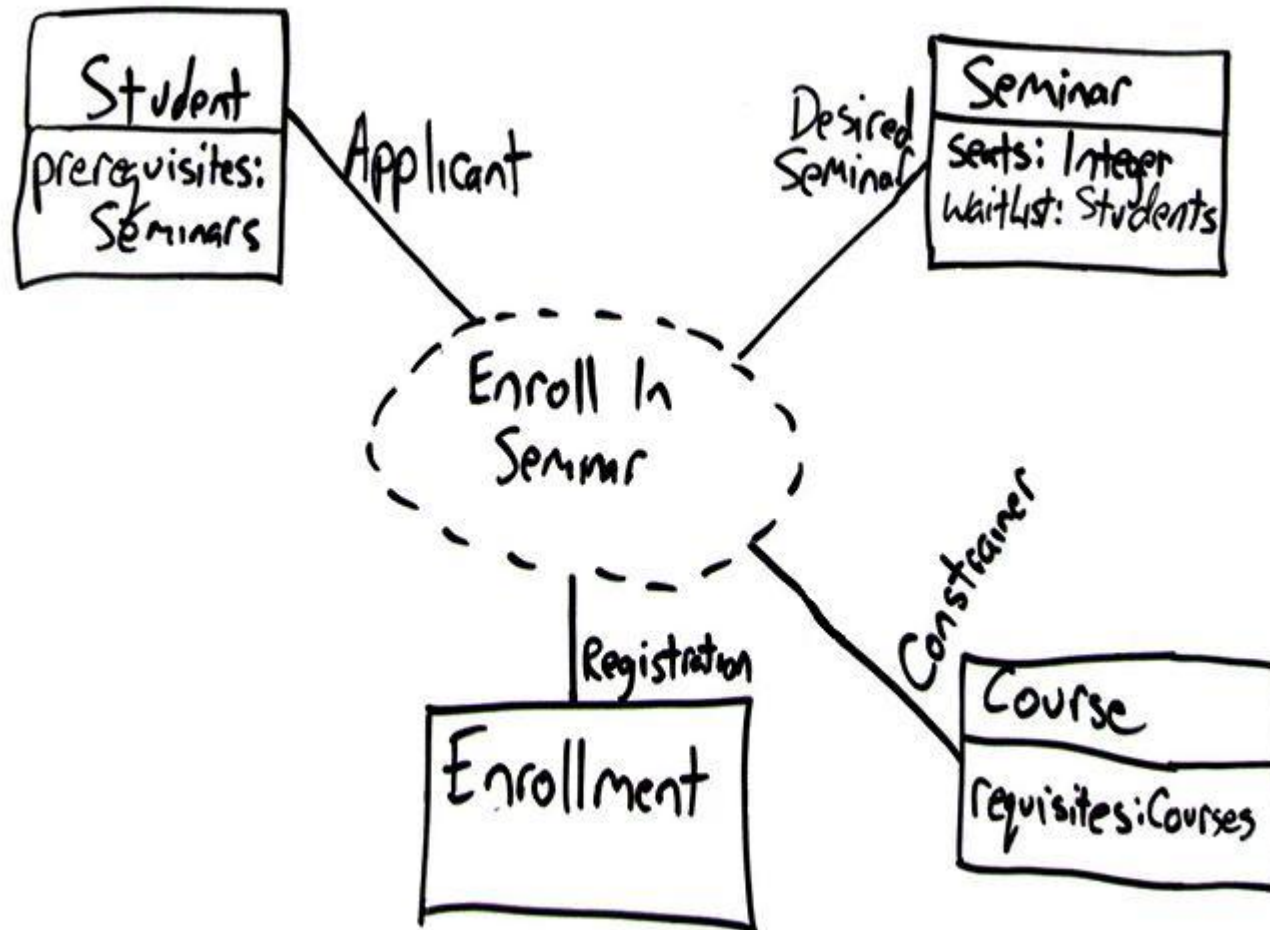 Student
prerequisites:
Seminars
Applicant
Desired
Seminar
Seminar
seats: Integer
waitlist: Students
Enroll In
Seminar
Constrainer
Registration
Enrollment
Course
requisites:Courses